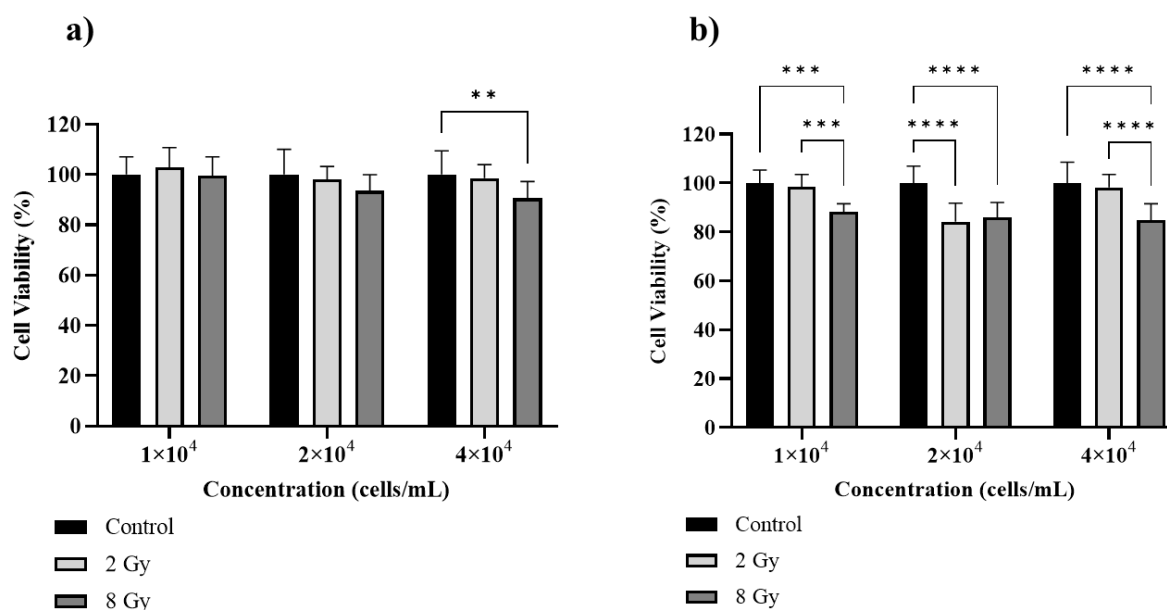 a)
**
120
100
80
60
40
20
0
Cell Viability (%)
1×10⁴ 2×10⁴ 4×10⁴
Concentration (cells/mL)
Control
2 Gy
8 Gy
b)
*** **** ****
*** **** ****
120
100
80
60
40
20
0
Cell Viability (%)
1×10⁴ 2×10⁴ 4×10⁴
Concentration (cells/mL)
Control
2 Gy
8 Gy